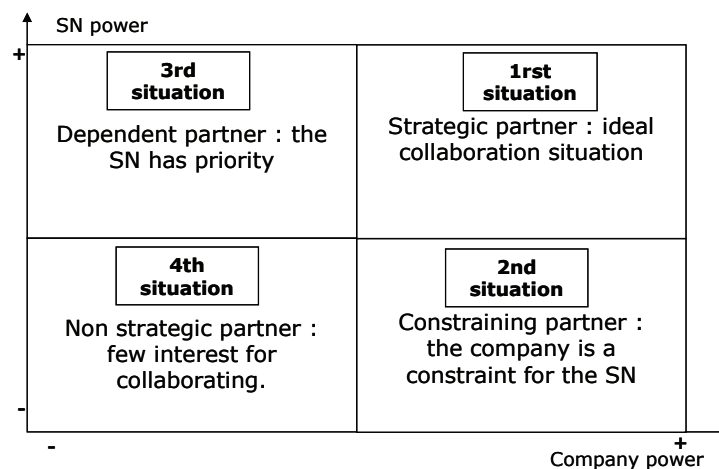 SN power
+
3rd
situation
Dependent partner : the
SN has priority
1rst
situation
Strategic partner : ideal
collaboration situation
4th
situation
Non strategic partner :
few interest for
collaborating.
2nd
situation
Constraining partner :
the company is a
constraint for the SN
-
-
+
Company power